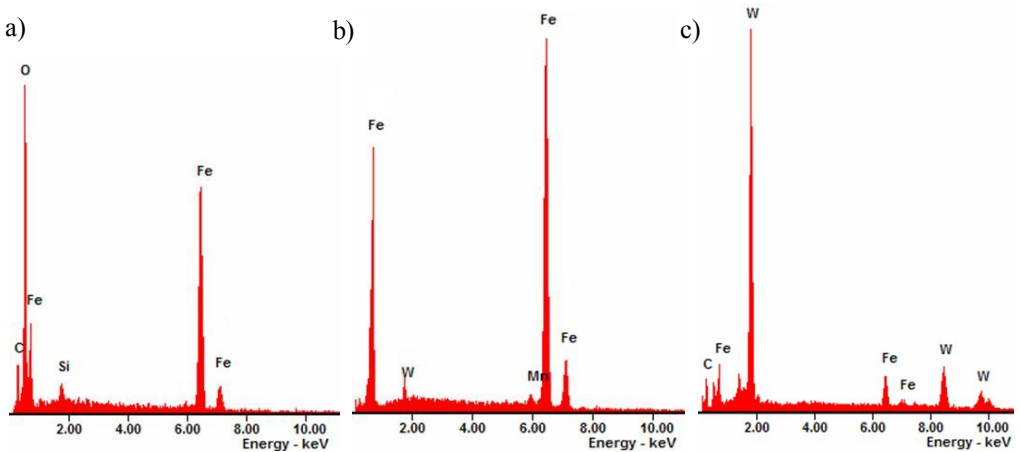 a)
O
Fe
Fe
C
Si
Fe
2.00 4.00 6.00 8.00 10.00
Energy - keV
b)
Fe
Fe
W
Mn
Fe
2.00 4.00 6.00 8.00 10.00
Energy - keV
c)
W
Fe
C
Fe
Fe
W
W
2.00 4.00 6.00 8.00 10.00
Energy - keV